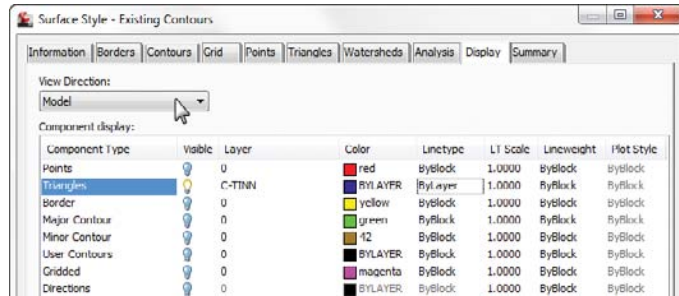 Surface Style - Existing Contours
Information Borders Contours Grid Points Triangles Watersheds Analysis Display Summary
View Direction:
Model
Component display:
Component Type Visible Layer Color Linetype LT Scale Lineweight Plot Style
Points 0 red ByBlock 1.0000 ByBlock ByBlock
Triangles C-TINN BYLAYER ByLayer 1.0000 ByBlock ByBlock
Border 0 yellow ByBlock 1.0000 ByBlock ByBlock
Major Contour 0 green ByBlock 1.0000 ByBlock ByBlock
Minor Contour 0 42 ByBlock 1.0000 ByBlock ByBlock
User Contours 0 BYLAYER ByBlock 1.0000 ByBlock ByBlock
Gridded 0 magenta ByBlock 1.0000 ByBlock ByBlock
Directions 0 BYLAYER ByBlock 1.0000 ByBlock ByBlock